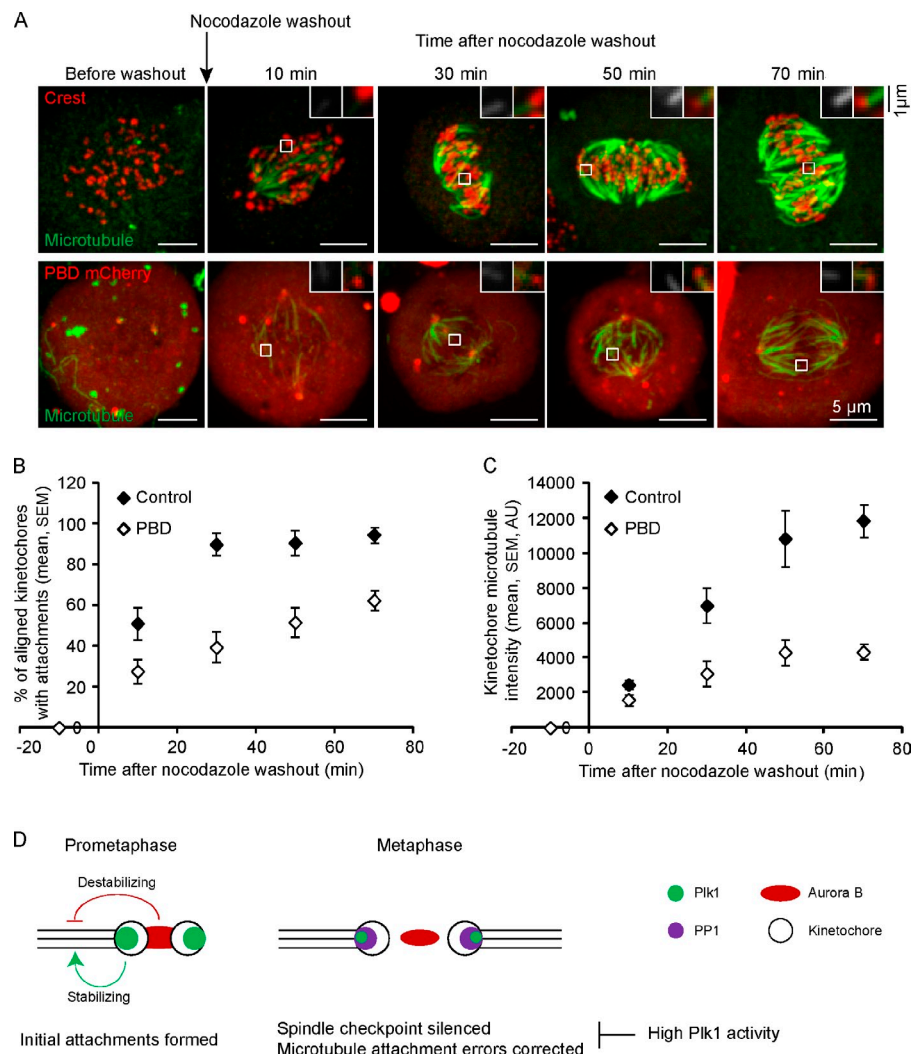 A
Nocodazole washout
Time after nocodazole washout
Before washout
10 min
30 min
50 min
70 min
Crest
Microtubule
1μm
PBD mCherry
Microtubule
5 μm
B
120
100
80
60
40
20
0
-20
0
20
40
60
80
% of aligned kinetochores
with attachments (mean, SEM)
Control
PBD
Time after nocodazole washout (min)
C
14000
12000
10000
8000
6000
4000
2000
0
-20
0
20
40
60
80
Kinetochore microtubule
intensity (mean, SEM, AU)
Control
PBD
Time after nocodazole washout (min)
D
Prometaphase
Metaphase
Destabilizing
Stabilizing
Plk1
Aurora B
PP1
Kinetochore
Initial attachments formed
Spindle checkpoint silenced
Microtubule attachment errors corrected
High Plk1 activity